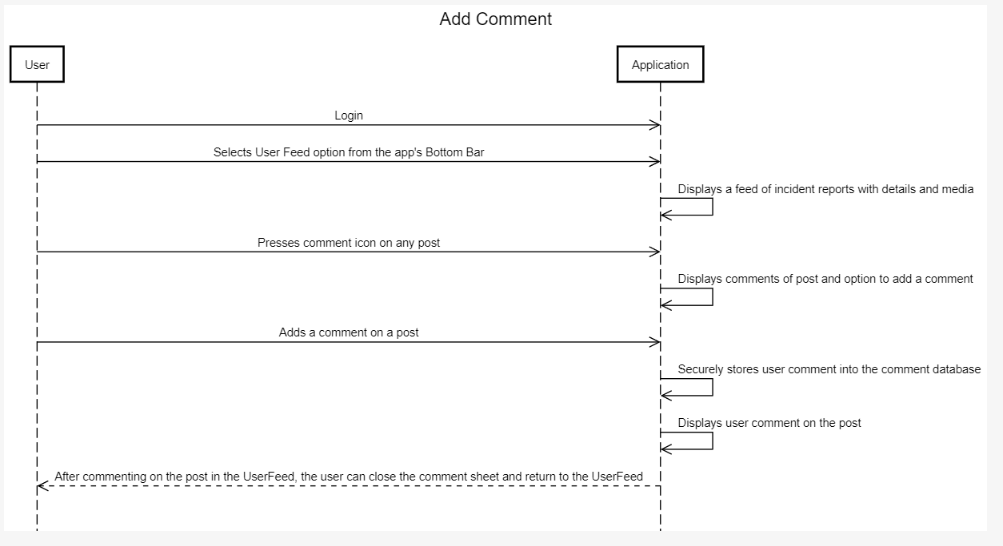 Add Comment
User
Application
Login
Selects User Feed option from the app's Bottom Bar
Displays a feed of incident reports with details and media
Presses comment icon on any post
Displays comments of post and option to add a comment
Adds a comment on a post
Securely stores user comment into the comment database
Displays user comment on the post
After commenting on the post in the UserFeed, the user can close the comment sheet and return to the UserFeed